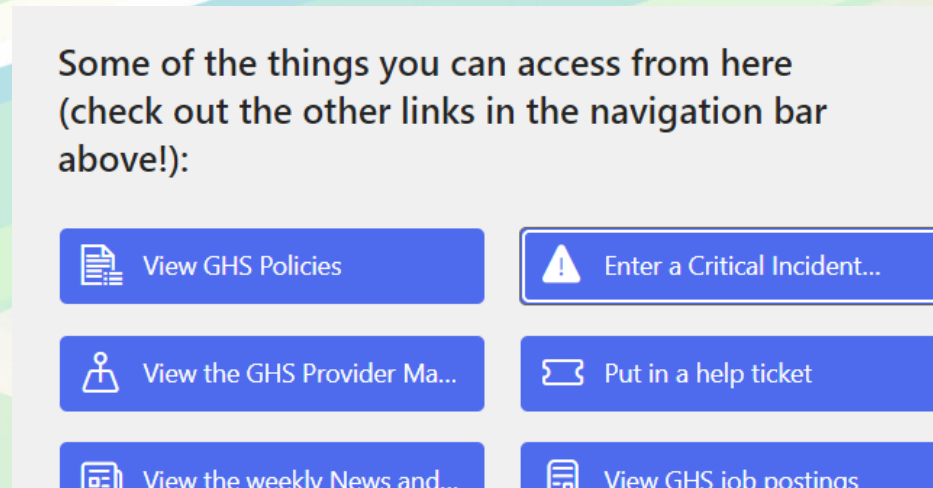 Some of the things you can access from here
(check out the other links in the navigation bar
above!):
View GHS Policies
Enter a Critical Incident...
View the GHS Provider Ma...
Put in a help ticket
View the weekly News and...
View GHS job postings